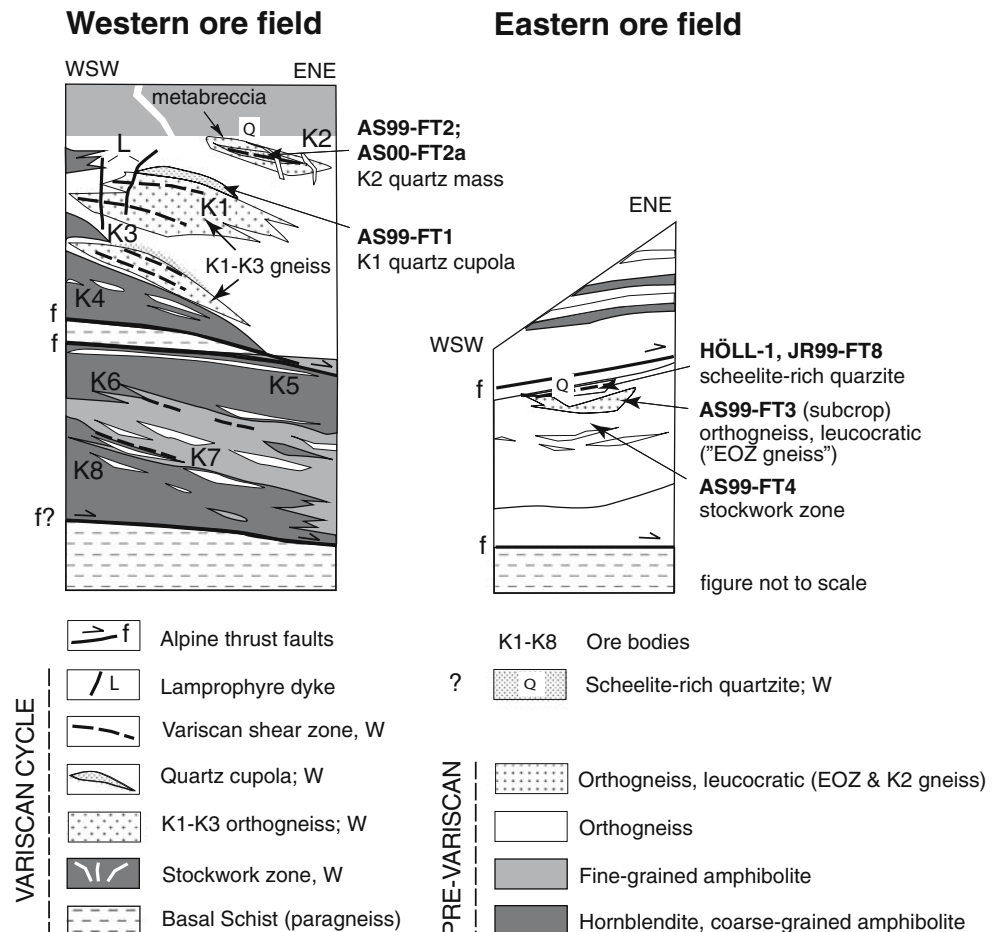 Western ore field
Eastern ore field
WSW
ENE
metabreccia
Q
K2
L
K1
K3
K1-K3 gneiss
K4
f
f
K5
K6
K7
K8
f?
AS99-FT2;
AS00-FT2a
K2 quartz mass
AS99-FT1
K1 quartz cupola
ENE
WSW
f
Q
f
HÖLL-1, JR99-FT8
scheelite-rich quarzite
AS99-FT3 (subcrop)
orthogneiss, leucocratic
("EOZ gneiss")
AS99-FT4
stockwork zone
figure not to scale
f
Alpine thrust faults
VARISCAN CYCLE
L
Lamprophyre dyke
Variscan shear zone, W
Quartz cupola; W
K1-K3 orthogneiss; W
Stockwork zone, W
Basal Schist (paragneiss)
K1-K8 Ore bodies
?
Q
Scheelite-rich quartzite; W
PRE-VARISCAN
Orthogneiss, leucocratic (EOZ & K2 gneiss)
Orthogneiss
Fine-grained amphibolite
Hornblendite, coarse-grained amphibolite